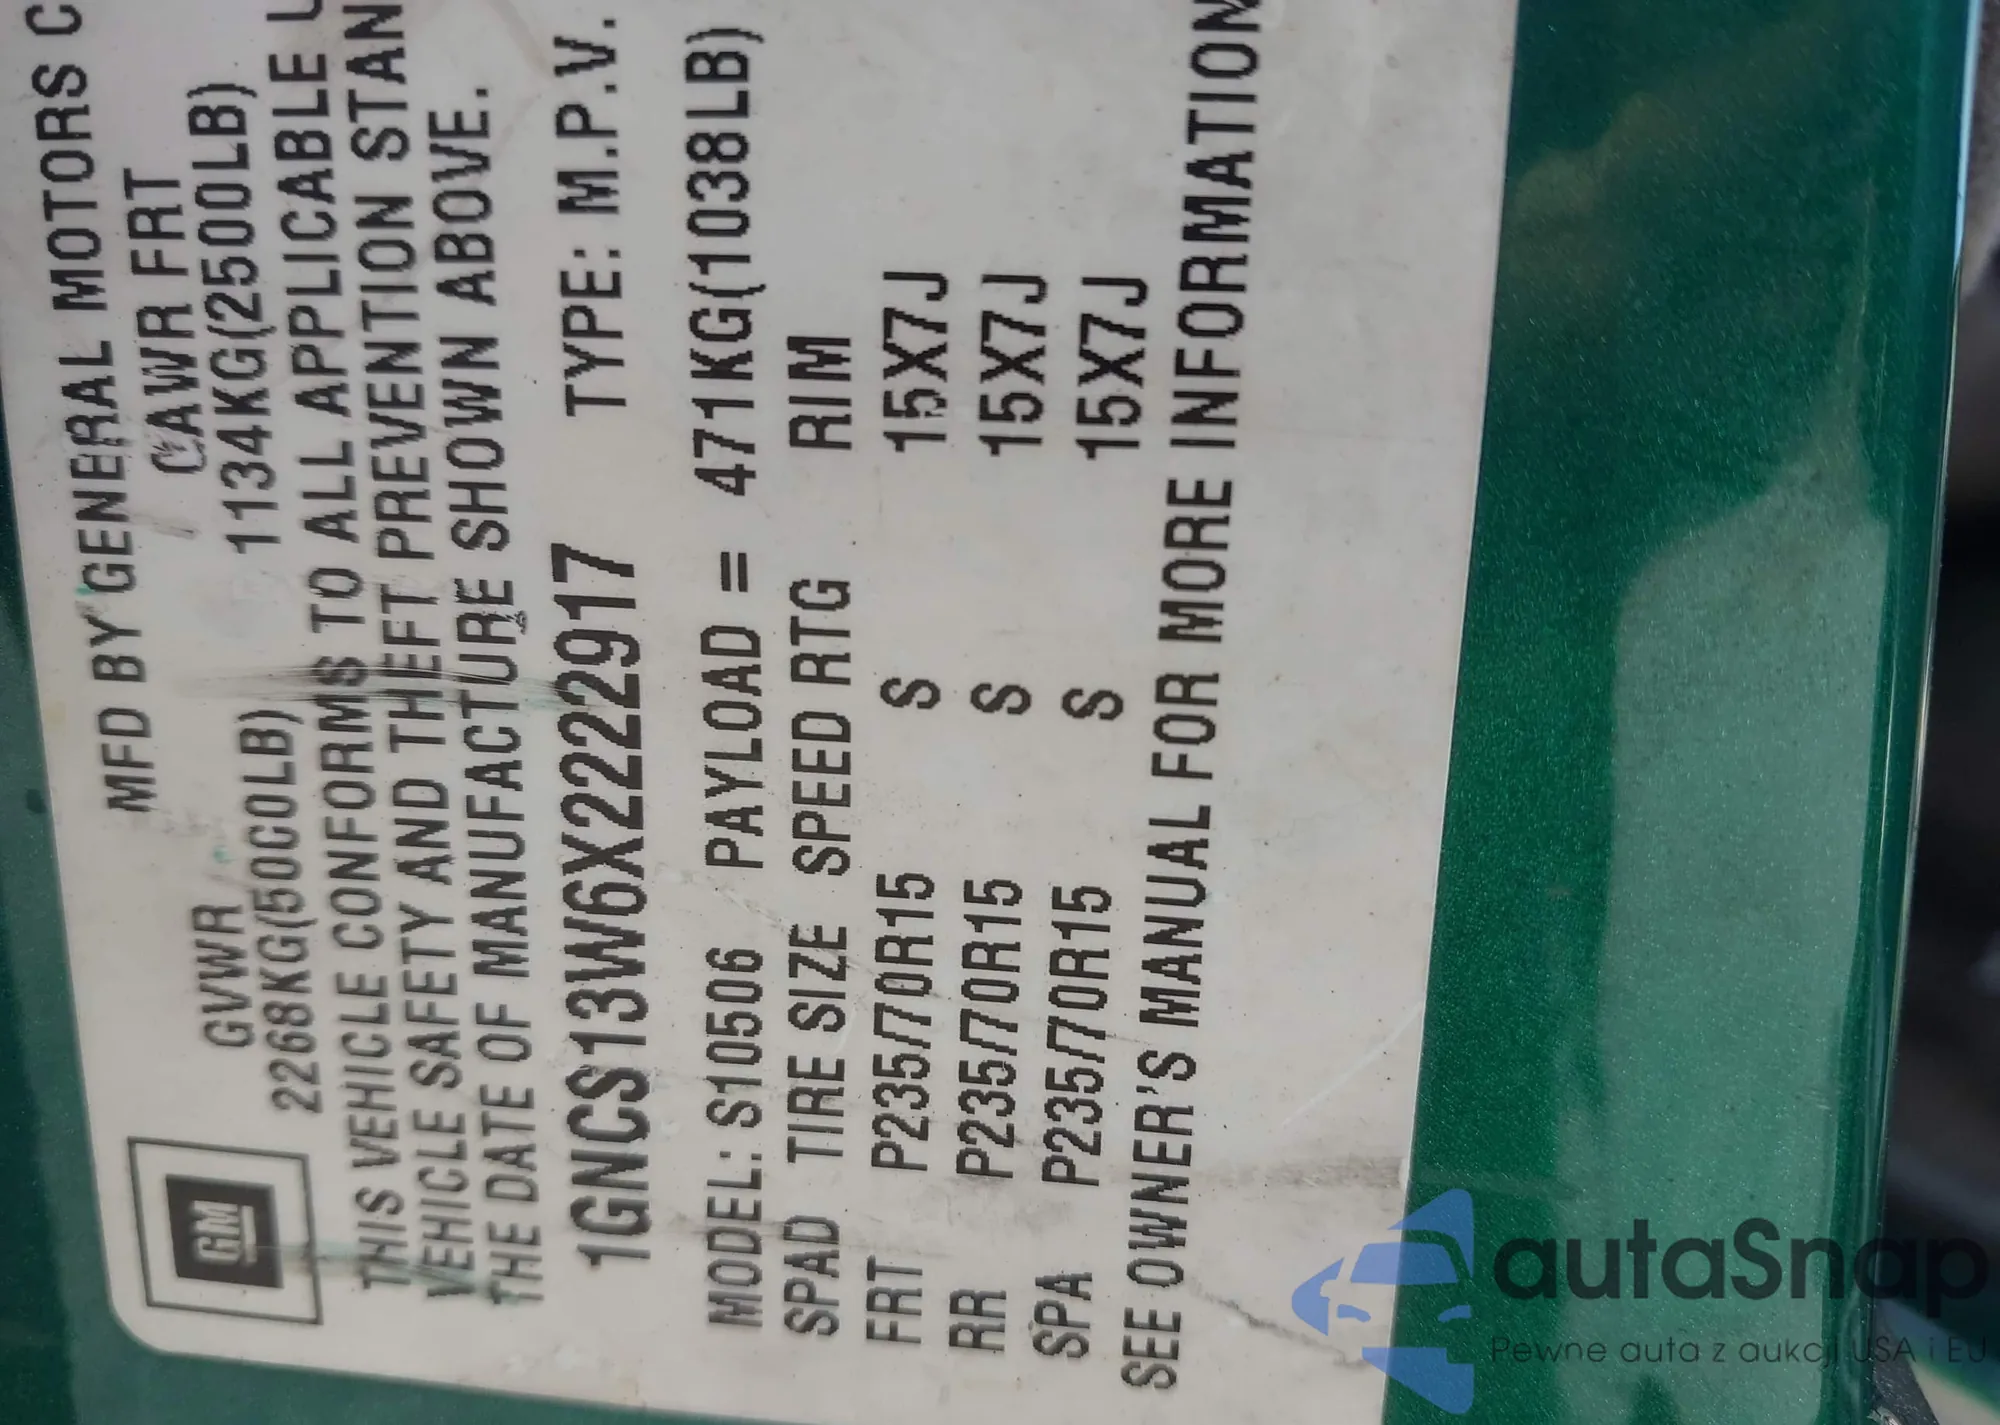 GM
MFD BY GENERAL MOTORS C
GVWR GAWR FRT
2268KG(5000LB) 1134KG(2500LB)
THIS VEHICLE CONFORMS TO ALL APPLICABLE U
VEHICLE SAFETY AND THEFT PREVENTION STAN
THE DATE OF MANUFACTURE SHOWN ABOVE.
1GNCS13W6X2222917 TYPE: M.P.V.
MODEL: S10506 PAYLOAD = 471KG(1038LB)
SPAD TIRE SIZE SPEED RTG RIM
FRT P235/70R15 S 15X7J
RR P235/70R15 S 15X7J
SPA P235/70R15 S 15X7J
SEE OWNER'S MANUAL FOR MORE INFORMATION
autaSnap
Pewne auta z aukcji USA i EU